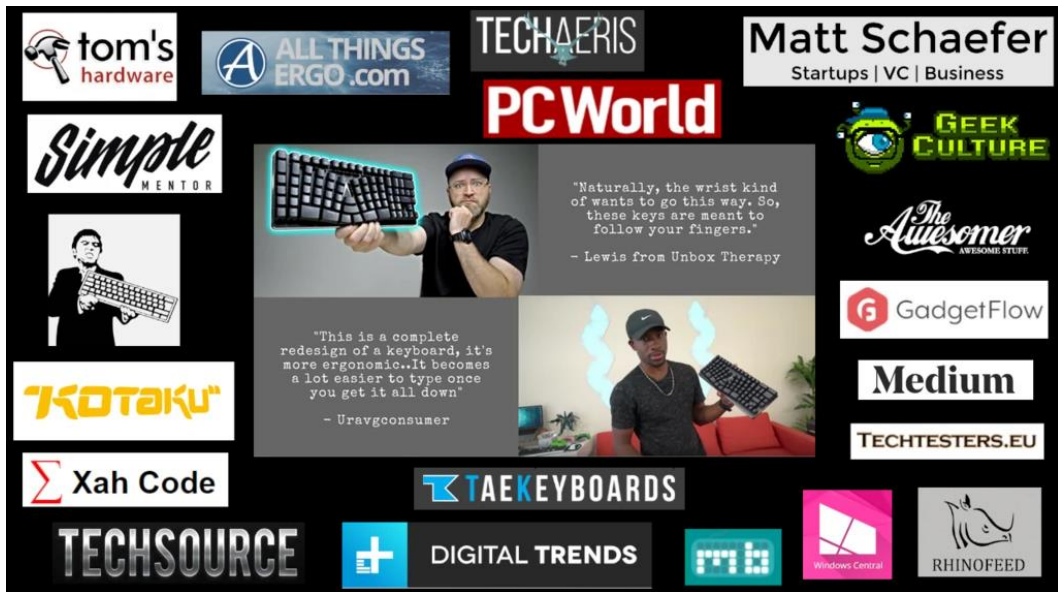 tom's
hardware
ALL THINGS
ERGO.com
TECHAERIS
Matt Schaefer
Startups | VC | Business
PCWorld
Simple
MENTOR
GEEK
CULTURE
"Naturally, the wrist kind
of wants to go this way. So,
these keys are meant to
follow your fingers."
– Lewis from Unbox Therapy
The
Awesomer
AWESOME STUFF.
GadgetFlow
"This is a complete
redesign of a keyboard, it's
more ergonomic..It becomes
a lot easier to type once
you get it all down"
– Uravgconsumer
"KOTaKU"
Medium
TECHTESTERS.EU
Xah Code
TAEKEYBOARDS
TECHSOURCE
DIGITAL TRENDS
mb
Windows Central
RHINOFEED